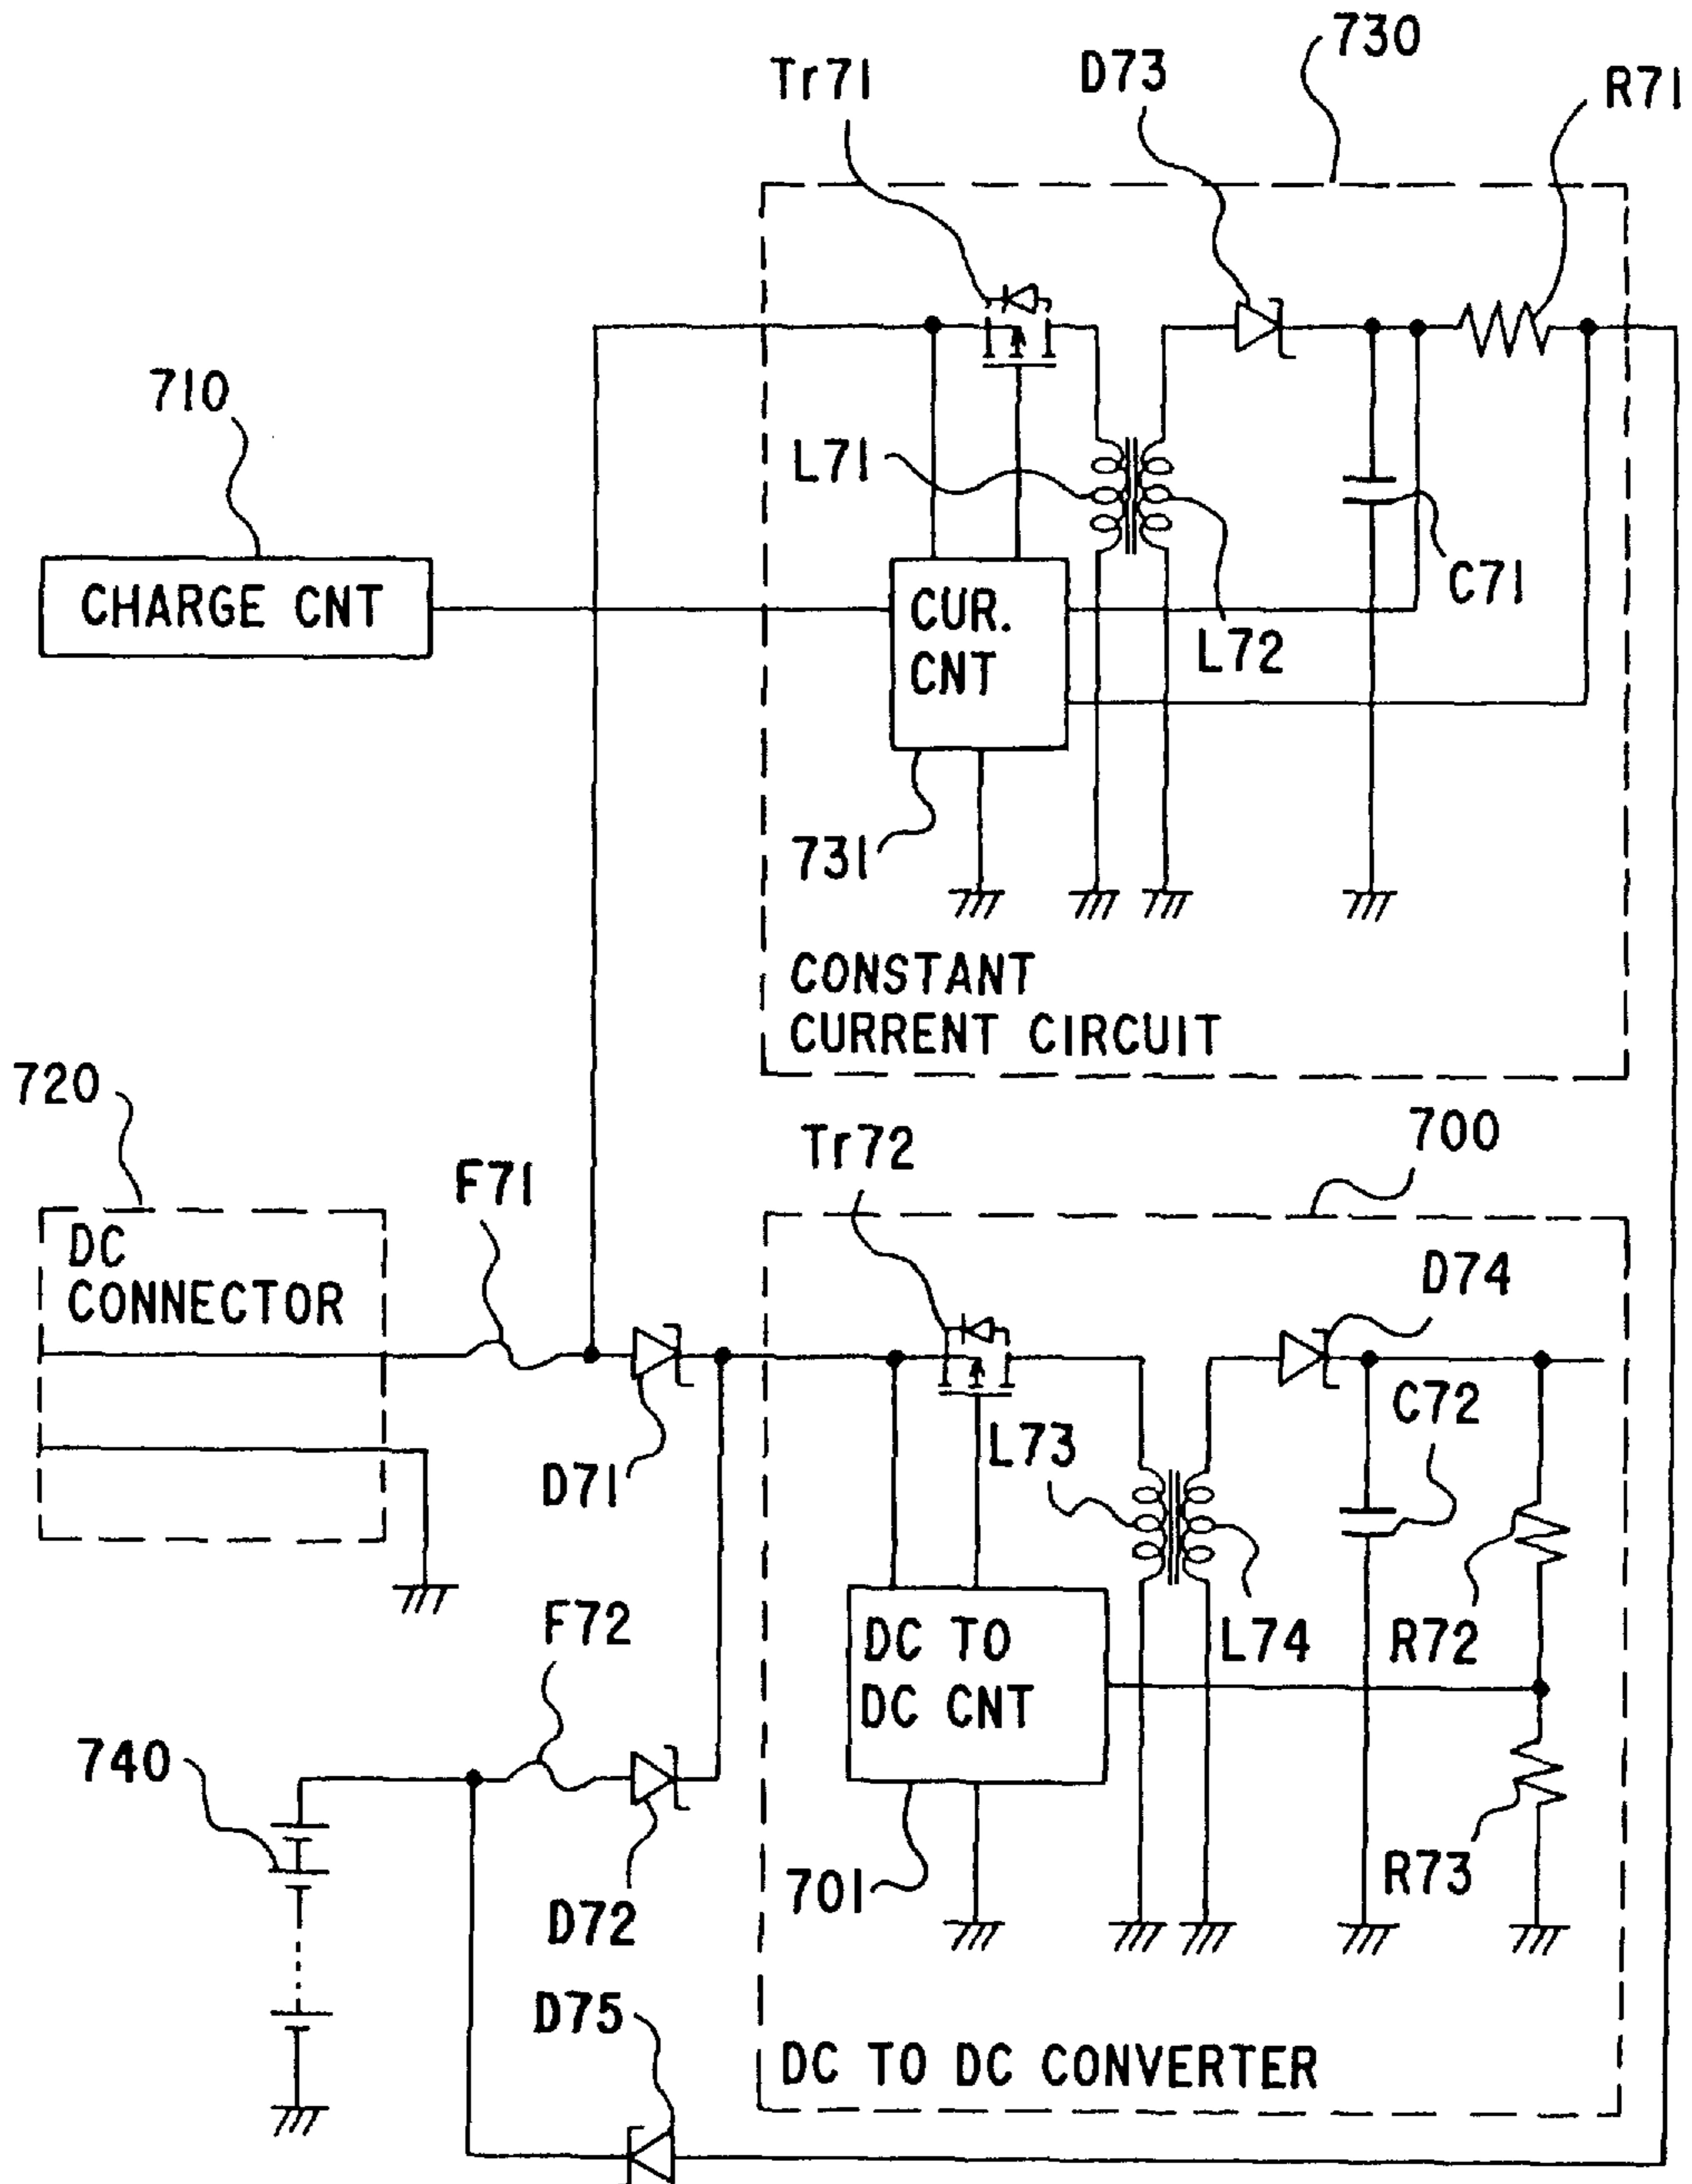 730
Tr71
D73
R71
710
L71
CHARGE CNT
CUR.
CNT
C71
L72
731
CONSTANT
CURRENT CIRCUIT
720
700
Tr72
F71
DC
CONNECTOR
D74
C72
L73
D71
F72
DC TO
DC CNT
L74
R72
740
701
R73
D72
D75
DC TO DC CONVERTER